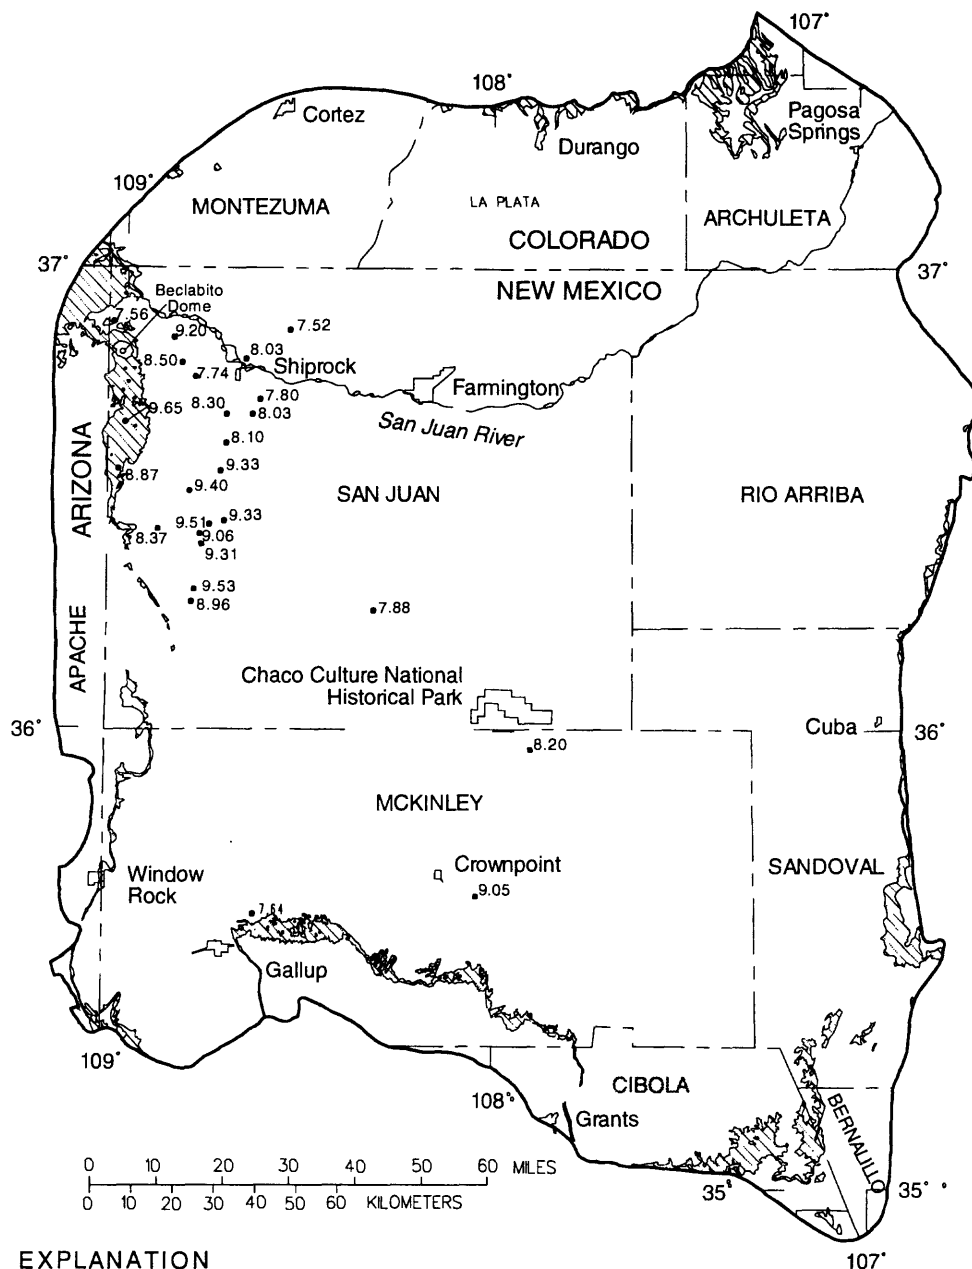 107°
108°
Cortez
Pagosa
Springs
Durango
109°
MONTEZUMA
LA PLATA
ARCHULETA
COLORADO
37°
37°
NEW MEXICO
Beclabito
Dome
7.56
9.20
7.52
8.03
8.50
Shiprock
7.74
Farmington
7.80
8.30
9.65
8.03
San Juan River
8.10
ARIZONA
9.33
8.87
9.40
SAN JUAN
RIO ARRIBA
9.51
9.33
8.37
9.06
9.31
9.53
8.96
7.88
APACHE
Chaco Culture National
Historical Park
36°
Cuba
36°
8.20
MCKINLEY
Crownpoint
SANDOVAL
Window
Rock
9.05
7.64
Gallup
109°
108°
CIBOLA
Grants
BERNALILLO
0 10 20 30 40 50 60 MILES
0 10 20 30 40 50 60 KILOMETERS
35°
35°
107°
EXPLANATION